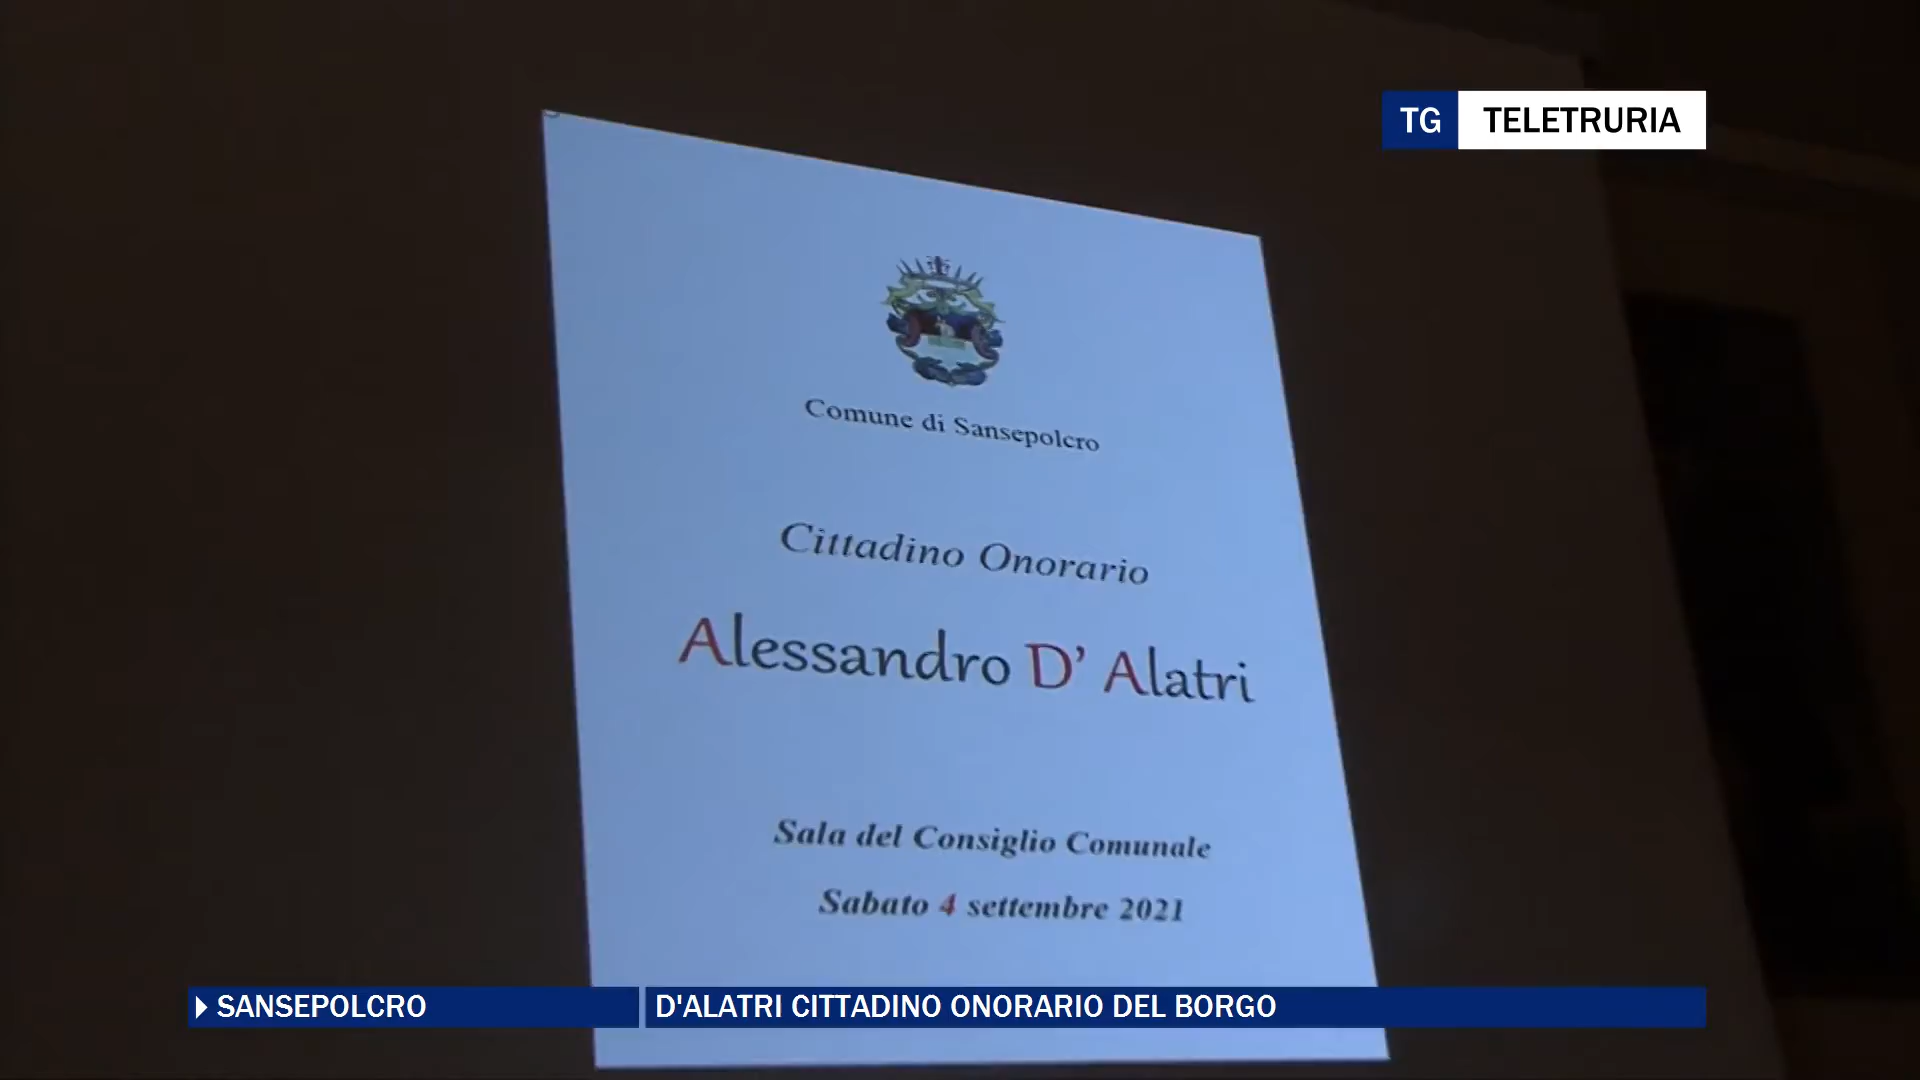 TG TELETRURIA
Comune di Sansepolcro
Cittadino Onorario
Alessandro D' Alatri
Sala del Consiglio Comunale
Sabato 4 settembre 2021
SANSEPOLCRO
D'ALATRI CITTADINO ONORARIO DEL BORGO